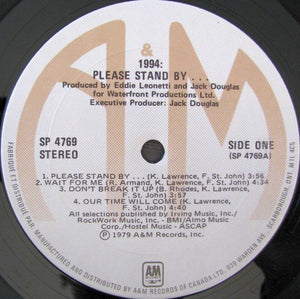 &
1994:
PLEASE STAND BY . . .
Produced by Eddie Leonetti and Jack Douglas
for Waterfront Productions Ltd.
Executive Producer: Jack Douglas
SP 4769
STEREO
SIDE ONE
(SP 4769A)
1. PLEASE STAND BY . . . (K. Lawrence, F. St. John) 3:56
2. WAIT FOR ME (R. Armand, K. Lawrence, F. St. John) 4:34
3. DON'T BREAK IT UP (B. Rhodes, K. Lawrence,
F. St. John) 3:57
4. OUR TIME WILL COME (K. Lawrence,
F. St. John) 4:42
All selections published by Irving Music, Inc./
RockWork Music, Inc. - BMI/Almo Music
Corp./Hostel Music - ASCAP
℗ 1979 A&M Records, Inc.
A&M
RECORDS
FABRIQUÉ ET DISTRIBUÉ PAR
MANUFACTURED AND DISTRIBUTED BY A&M RECORDS OF CANADA LTD. 939 WARDEN AVE., SCARBOROUGH, ONT. M1L 4C5